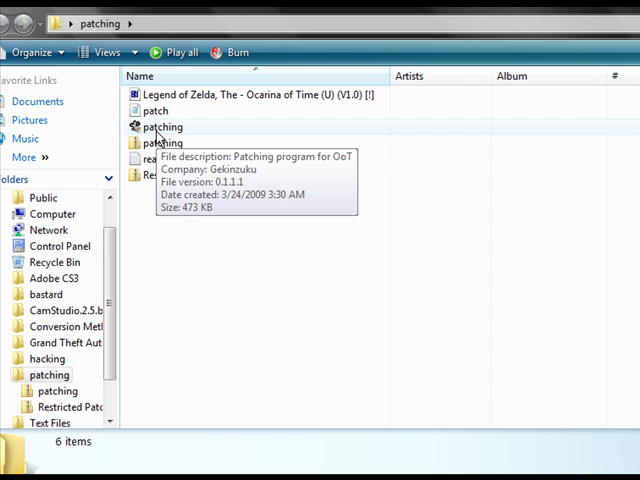 patching
Organize Views Play all Burn
avorite Links
Documents
Pictures
Music
More »
olders
Public
Computer
Network
Control Panel
Recycle Bin
Adobe CS3
bastard
CamStudio.2.5.b
Conversion Meth
Grand Theft Aut
hacking
patching
patching
Restricted Patc
Text Files
Name Artists Album #
Legend of Zelda, The - Ocarina of Time (U) (V1.0) [!]
patch
patching
patching
rea
Res
File description: Patching program for OoT
Company: Gekinzuku
File version: 0.1.1.1
Date created: 3/24/2009 3:30 AM
Size: 473 KB
6 items